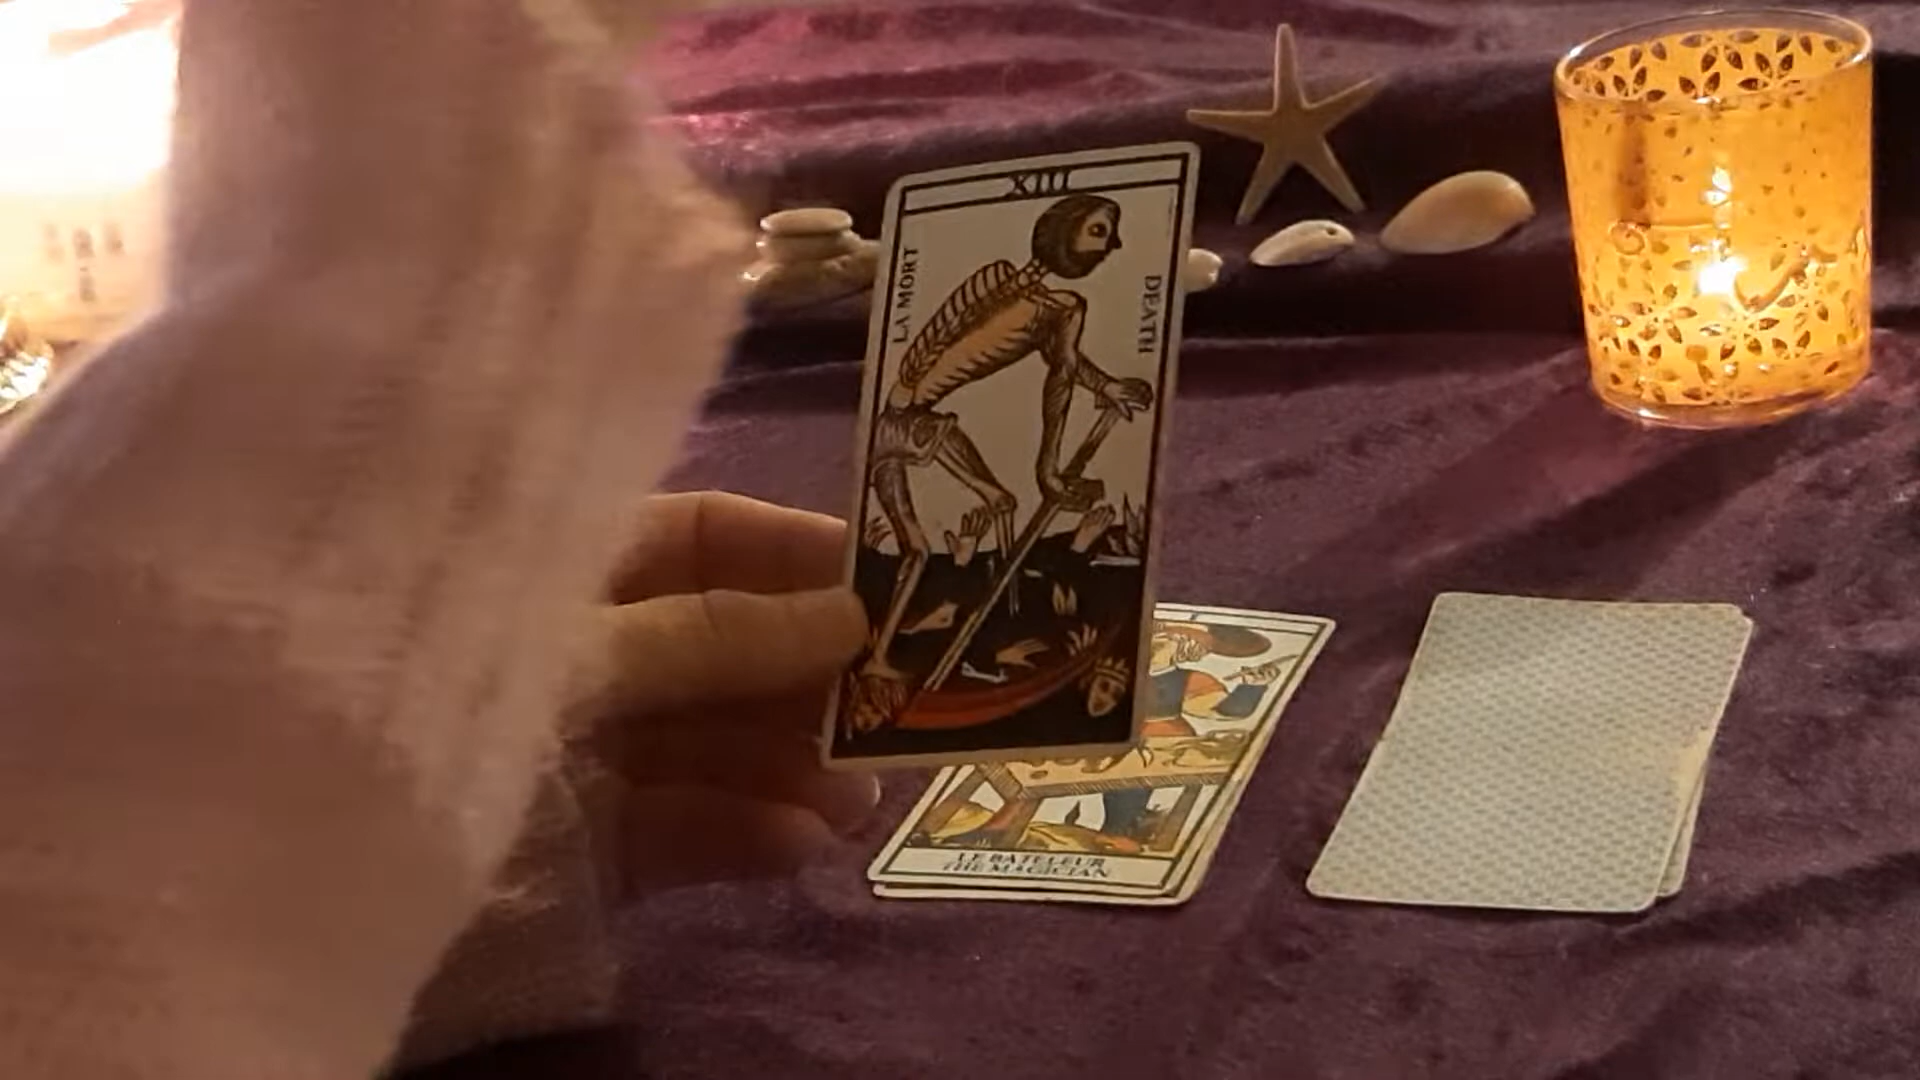 XIII
LA MORT
DEATH
I
LE BATELEUR
THE MAGICIAN